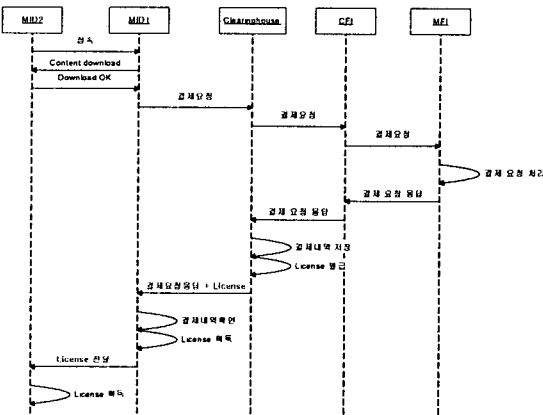 MID2
MID1
Clearinghouse
CFI
MFI
접속
Content download
Download OK
결제요청
결제요청
결제요청
결제 요청 처리
결제 요청 응답
결제 요청 응답
결제내역 저장
License 발급
결제요청응답 + License
결제내역확인
License 획득
License 전달
License 획득